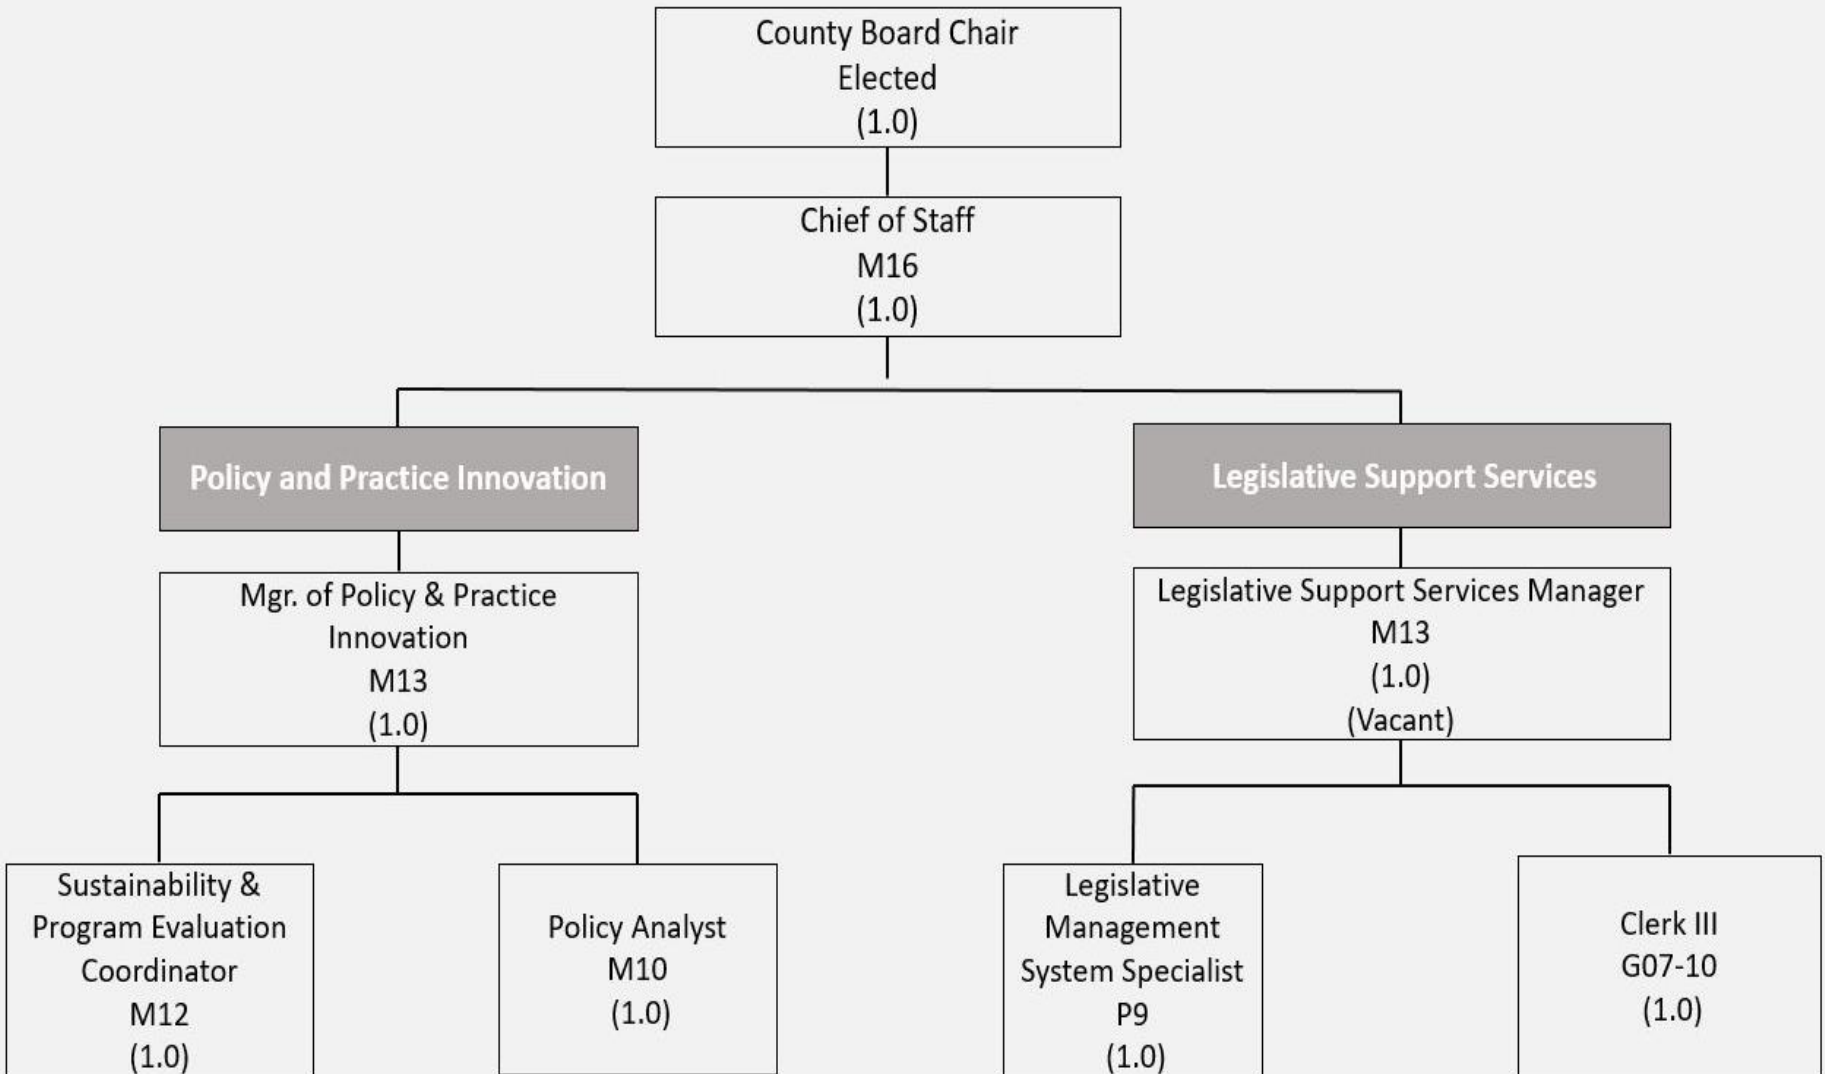 County Board Chair
Elected
(1.0)
Chief of Staff
M16
(1.0)
Policy and Practice Innovation
Legislative Support Services
Mgr. of Policy & Practice
Innovation
M13
(1.0)
Legislative Support Services Manager
M13
(1.0)
(Vacant)
Sustainability &
Program Evaluation
Coordinator
M12
(1.0)
Policy Analyst
M10
(1.0)
Legislative
Management
System Specialist
P9
(1.0)
Clerk III
G07-10
(1.0)